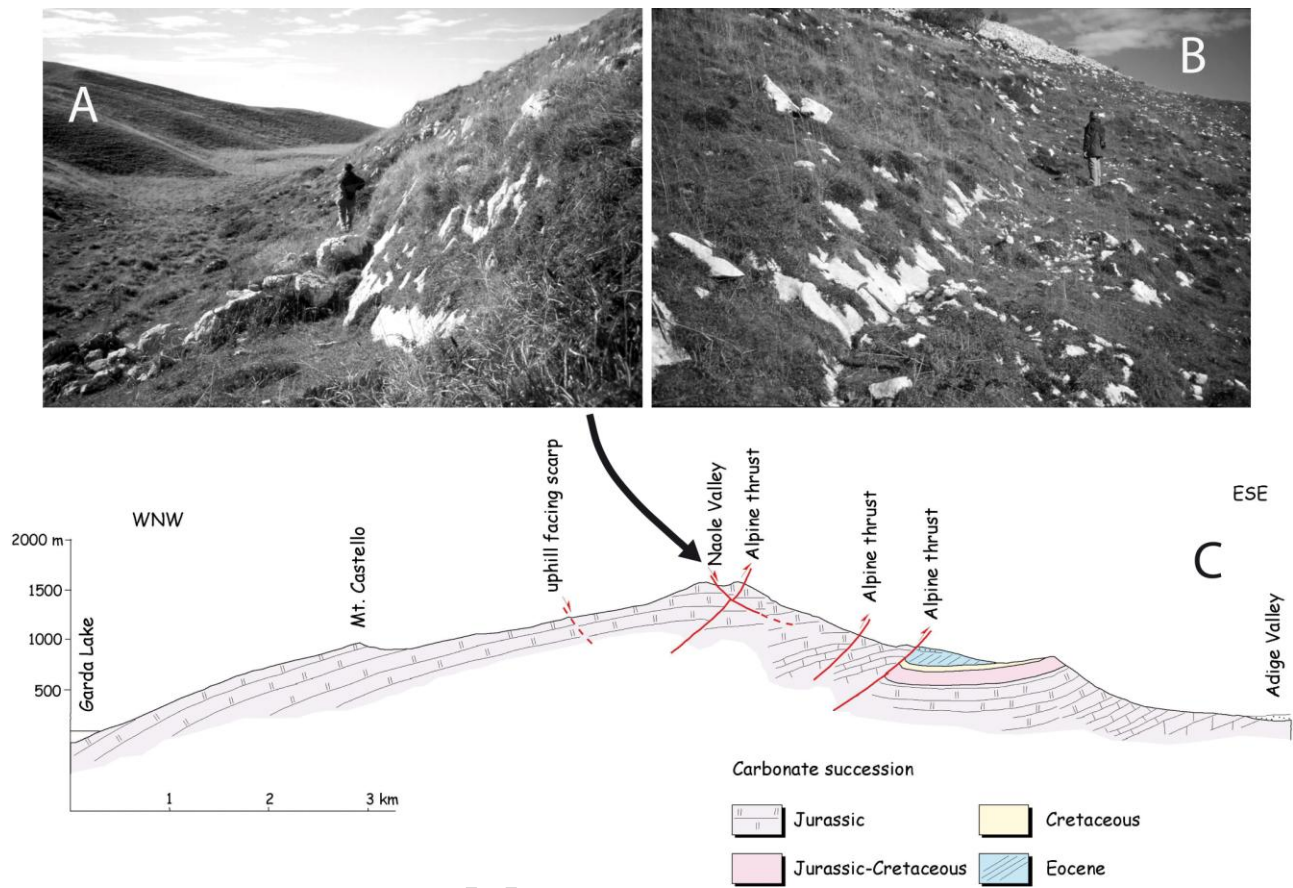 A
B
uphill facing scarp
Naole Valley
Alpine thrust
WNW
ESE
2000 m
Mt. Castello
Alpine thrust
Alpine thrust
C
1500
1000
500
Garda Lake
Adige Valley
1
2
3 km
Carbonate succession
Jurassic
Cretaceous
Jurassic-Cretaceous
Eocene